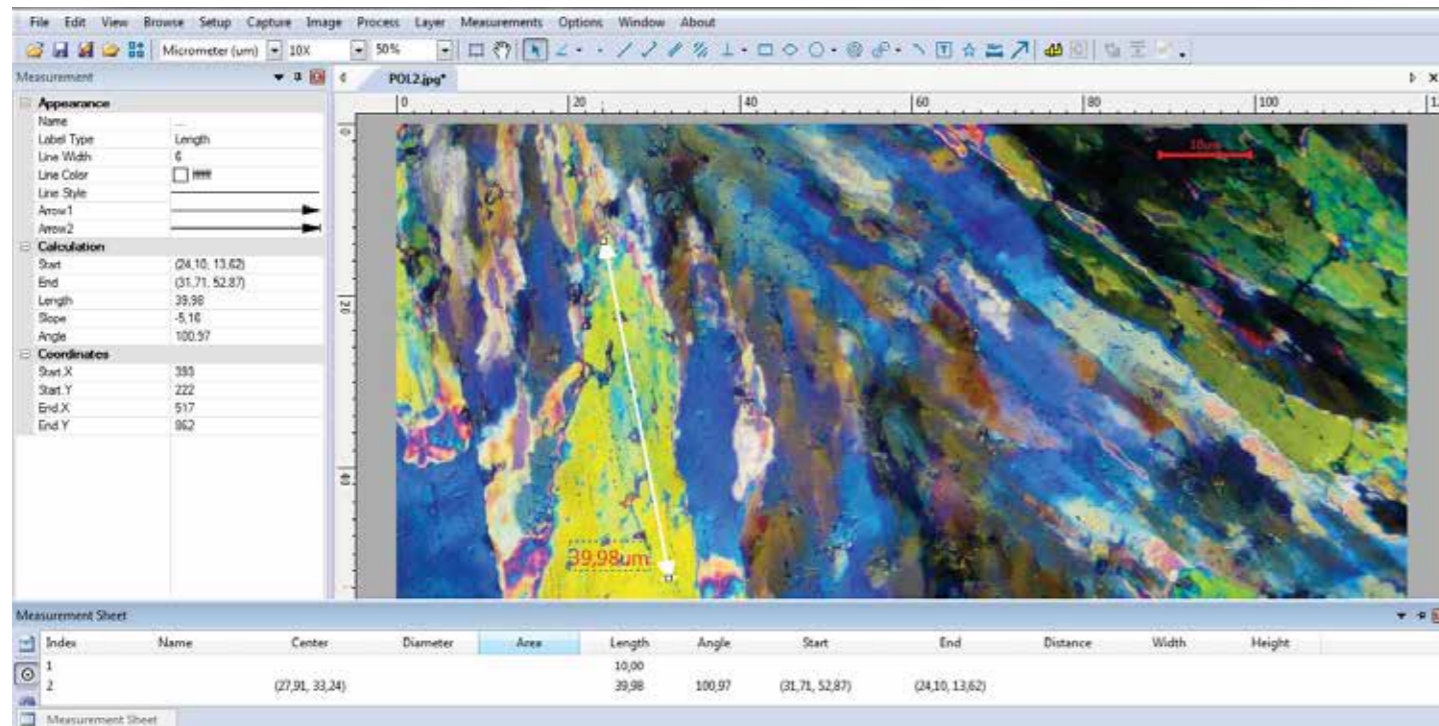 File Edit View Browse Setup Capture Image Process Layer Measurements Options Window About
Micrometer (um) 10X 50%
Measurement
POL2.jpg*
Appearance
Name ...
Label Type Length
Line Width 6
Line Color ffffff
Line Style
Arrow1
Arrow2
Calculation
Start (24,10, 13,62)
End (31,71, 52,87)
Length 39,98
Slope -5,16
Angle 100,97
Coordinates
Start.X 393
Start.Y 222
End.X 517
End.Y 862
0 20 40 60 80 100
0
20
40
10um
39,98um
Measurement Sheet
Index Name Center Diameter Area Length Angle Start End Distance Width Height
1 10,00
2 (27,91, 33,24) 39,98 100,97 (31,71, 52,87) (24,10, 13,62)
Measurement Sheet